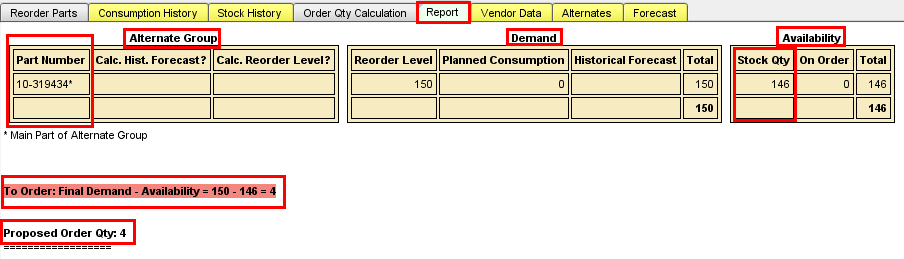 Reorder Parts Consumption History Stock History Order Qty Calculation Report Vendor Data Alternates Forecast
Alternate Group Demand Availability
Part Number Calc. Hist. Forecast? Calc. Reorder Level? Reorder Level Planned Consumption Historical Forecast Total Stock Qty On Order Total
10-319434* 150 0 150 146 0 146
150 146
* Main Part of Alternate Group
To Order: Final Demand - Availability = 150 - 146 = 4
Proposed Order Qty: 4
==================